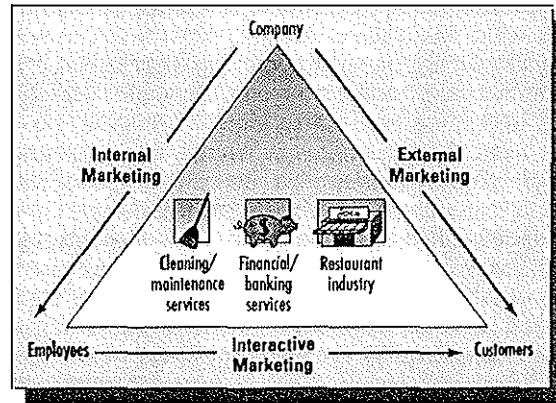 Company
Internal
Marketing
External
Marketing
Cleaning/
maintenance
services
Financial/
banking
services
Restaurant
industry
Employees
Interactive
Marketing
Customers